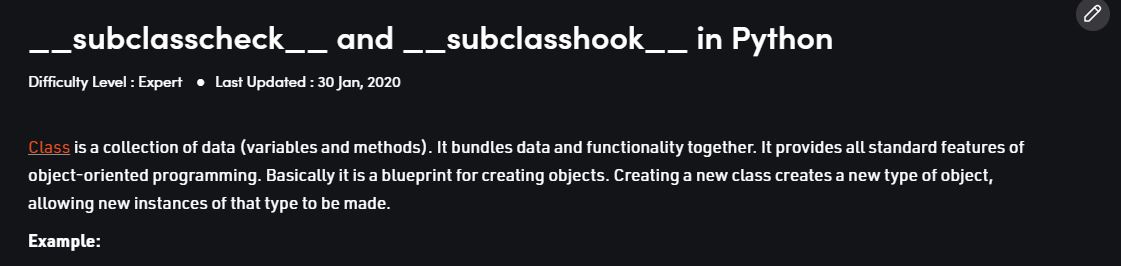 __subclasscheck__ and __subclasshook__ in Python
Difficulty Level : Expert ● Last Updated : 30 Jan, 2020
Class is a collection of data (variables and methods). It bundles data and functionality together. It provides all standard features of
object-oriented programming. Basically it is a blueprint for creating objects. Creating a new class creates a new type of object,
allowing new instances of that type to be made.
Example: